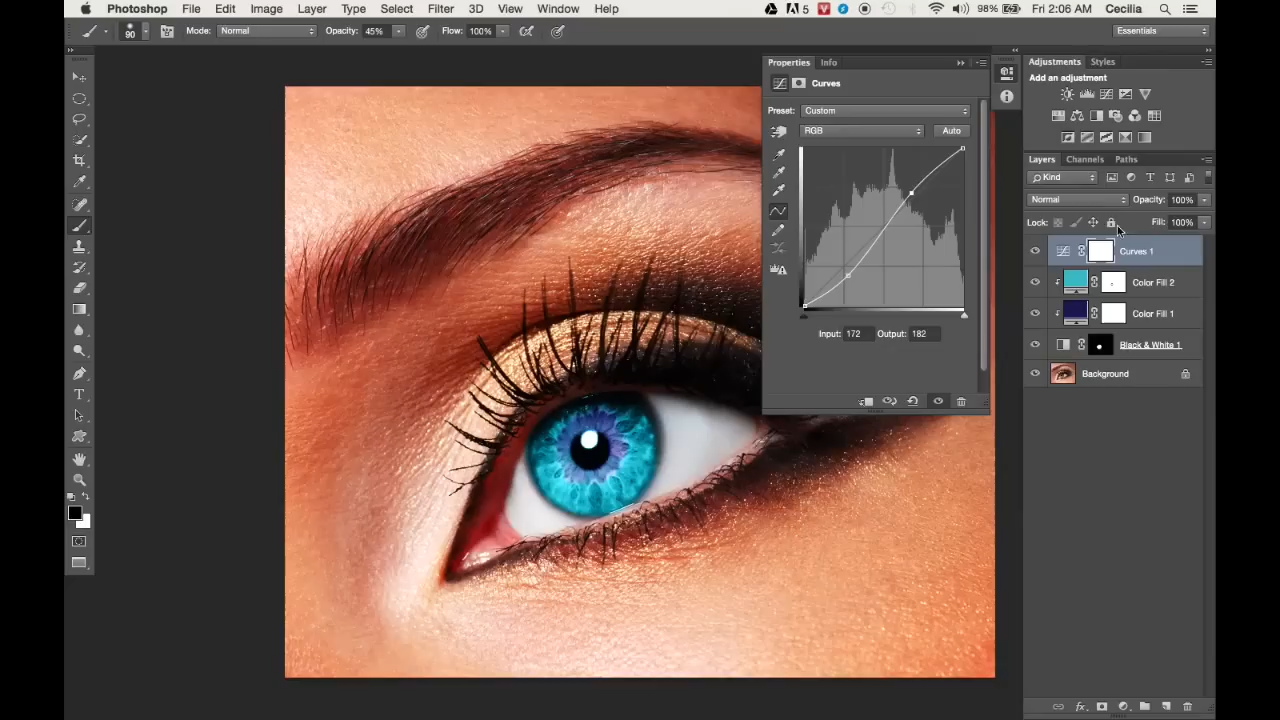 Photoshop File Edit Image Layer Type Select Filter 3D View Window Help 5 98% Fri 2:06 AM Cecilia
90 Mode: Normal Opacity: 45% Flow: 100% Essentials
Properties Info
Curves
Preset: Custom
RGB Auto
Input: 172 Output: 182
Adjustments Styles
Add an adjustment
Layers Channels Paths
Kind
Normal Opacity: 100%
Lock: Fill: 100%
Curves 1
Color Fill 2
Color Fill 1
Black & White 1
Background